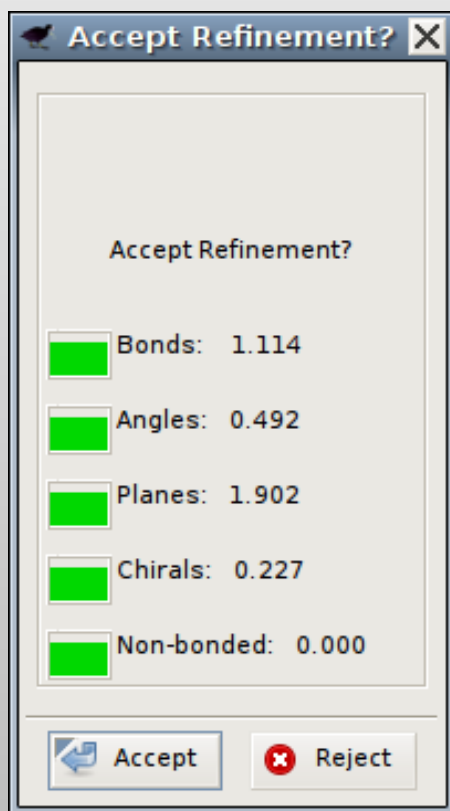 Accept Refinement?
Accept Refinement?
Bonds: 1.114
Angles: 0.492
Planes: 1.902
Chirals: 0.227
Non-bonded: 0.000
Accept Reject